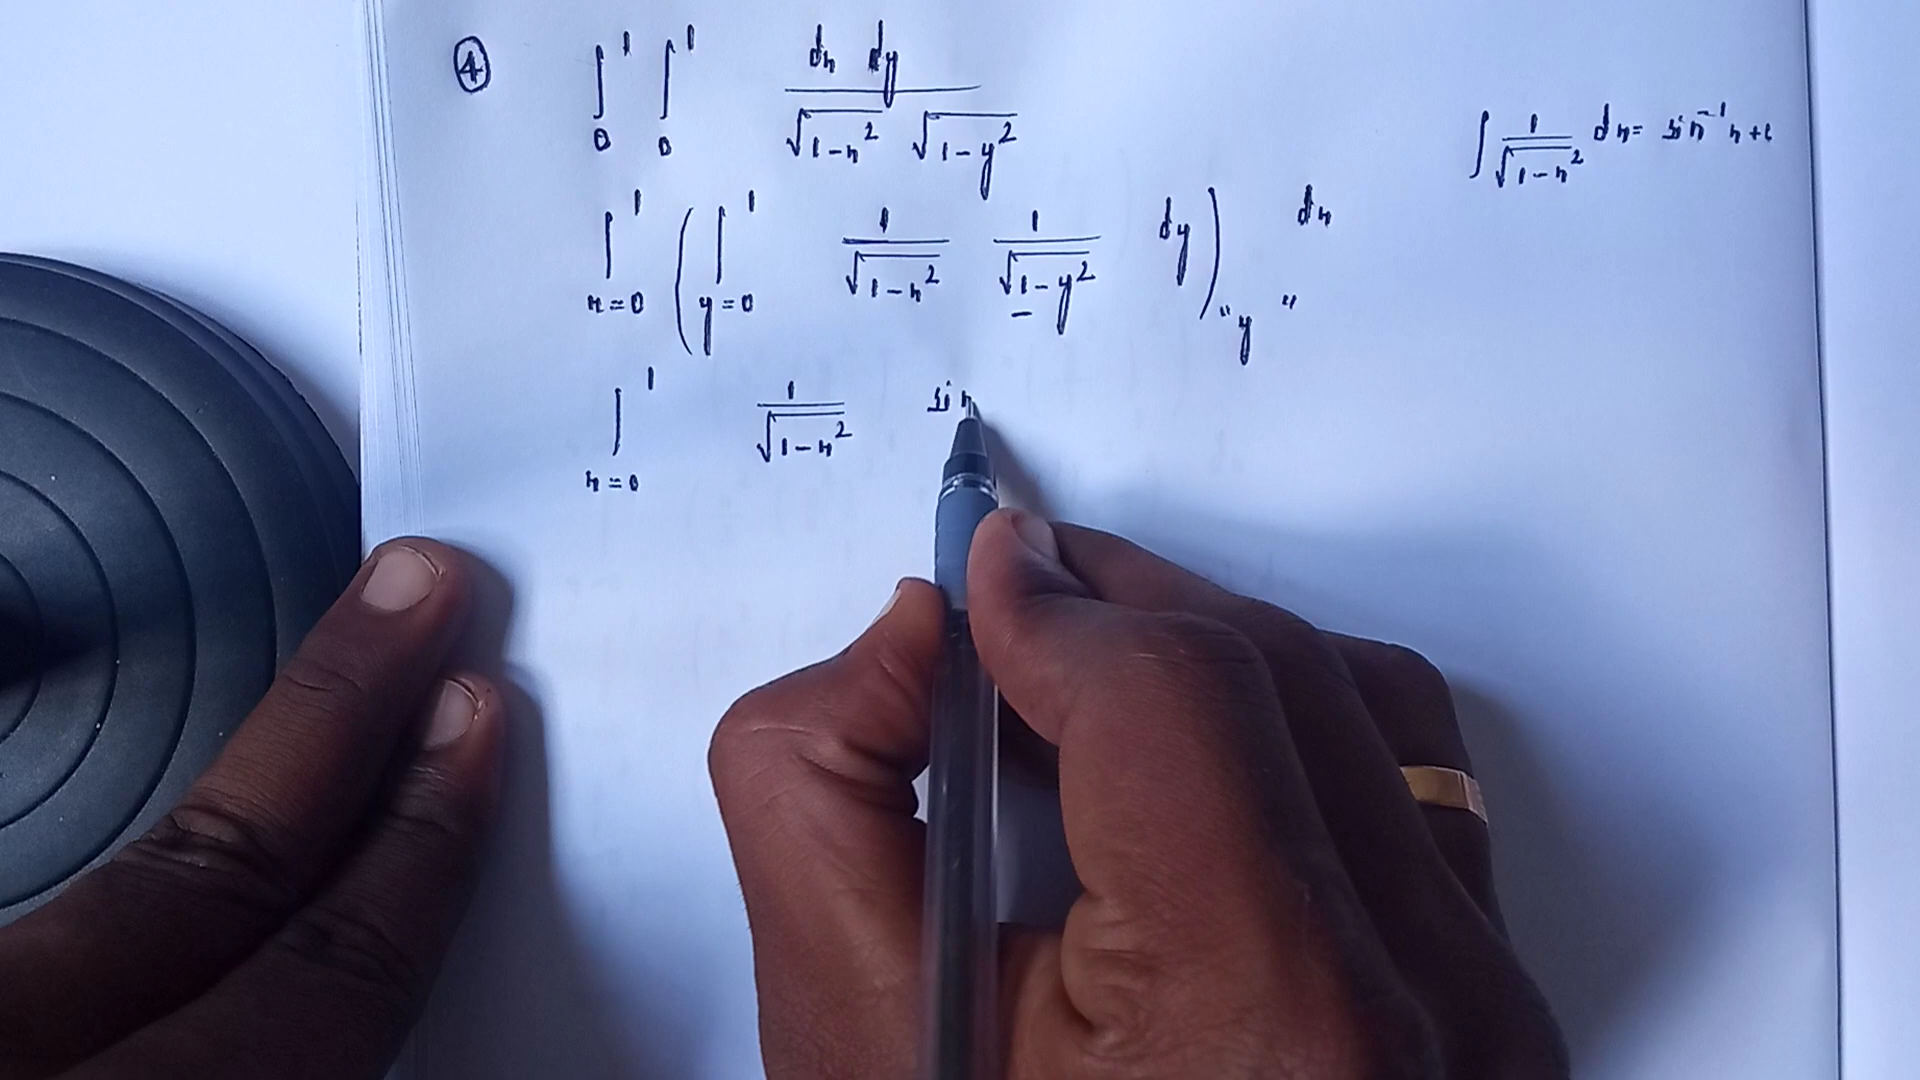 ④ ∫₀¹ ∫₀¹ dx dy / √(1-x²) √(1-y²)
∫ 1/√(1-x²) dx = sin⁻¹x + c
∫ₓ₌₀¹ ( ∫ᵧ₌₀¹ 1/√(1-x²) 1/√(1-y²) dy ) "y" dx
∫ₓ₌₀¹ 1/√(1-x²) sin